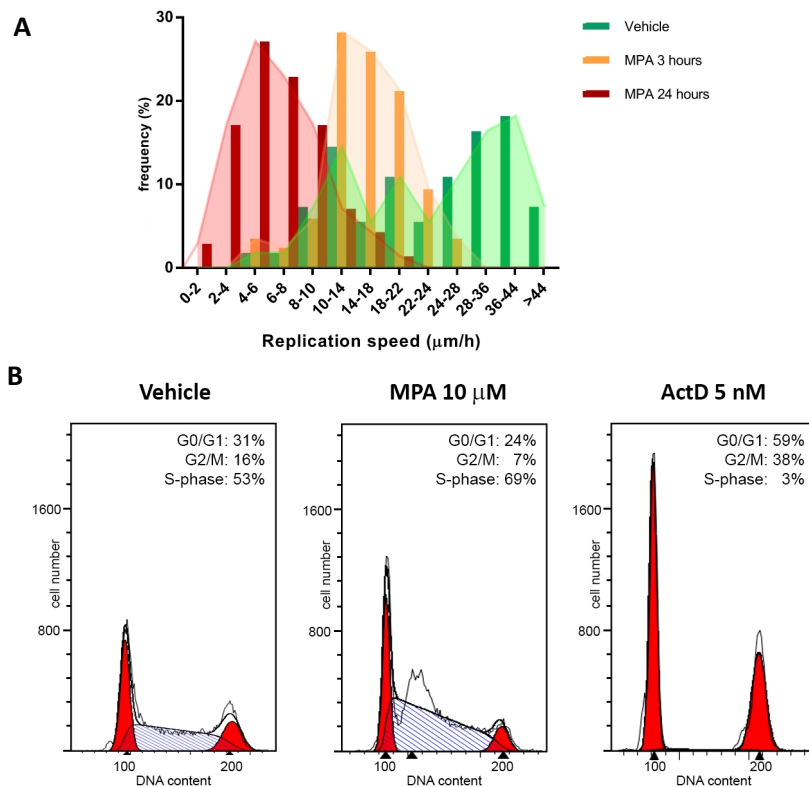 A
30
20
10
0
frequency (%)
0-2
2-4
4-6
6-8
8-10
10-14
14-18
18-22
22-24
24-28
28-36
36-44
>44
Replication speed (μm/h)
Vehicle
MPA 3 hours
MPA 24 hours
B
Vehicle
G0/G1: 31%
G2/M: 16%
S-phase: 53%
1600
800
cell number
100
200
DNA content
MPA 10 μM
G0/G1: 24%
G2/M: 7%
S-phase: 69%
1600
800
cell number
100
200
DNA content
ActD 5 nM
G0/G1: 59%
G2/M: 38%
S-phase: 3%
1600
800
cell number
100
200
DNA content